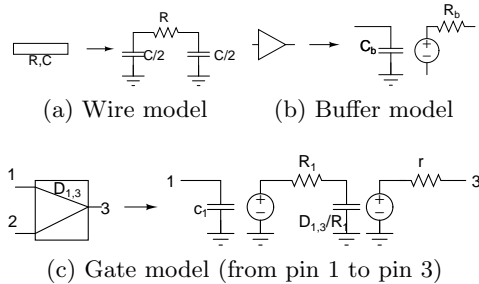 R
R,C
C/2
C/2
C_b
R_b
(a) Wire model
(b) Buffer model
1
2
D_{1,3}
3
1
c_1
R_1
D_{1,3}/R_1
r
3
(c) Gate model (from pin 1 to pin 3)